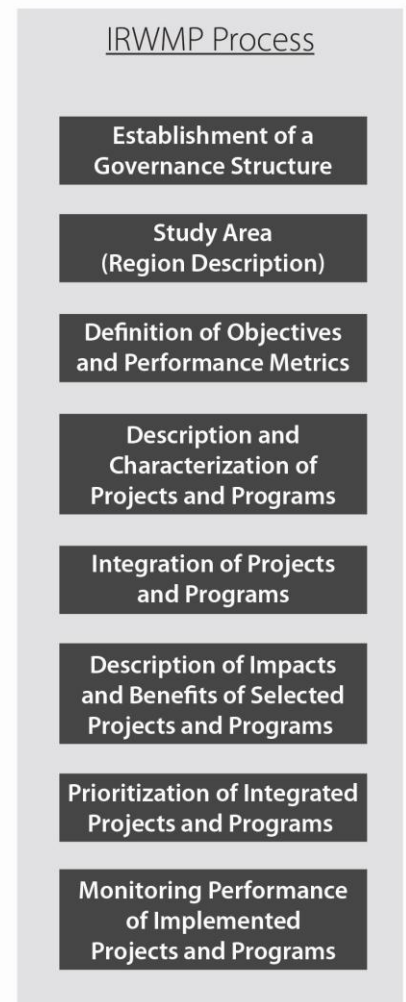 IRWMP Process
Establishment of a
Governance Structure
Study Area
(Region Description)
Definition of Objectives
and Performance Metrics
Description and
Characterization of
Projects and Programs
Integration of Projects
and Programs
Description of Impacts
and Benefits of Selected
Projects and Programs
Prioritization of Integrated
Projects and Programs
Monitoring Performance
of Implemented
Projects and Programs